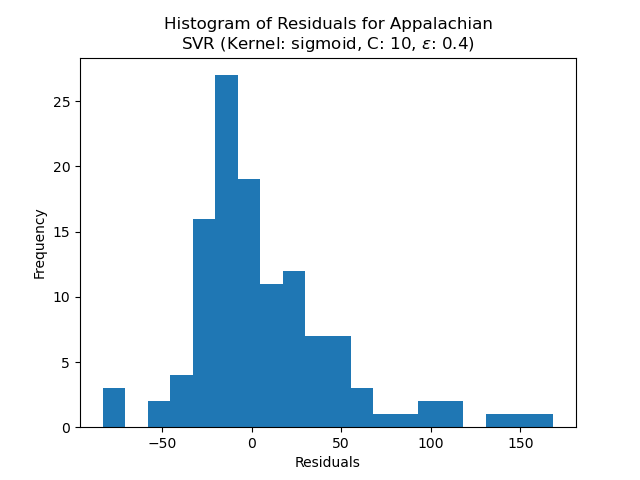 Histogram of Residuals for Appalachian
SVR (Kernel: sigmoid, C: 10, ε: 0.4)
25
20
15
10
5
0
Frequency
−50
0
50
100
150
Residuals